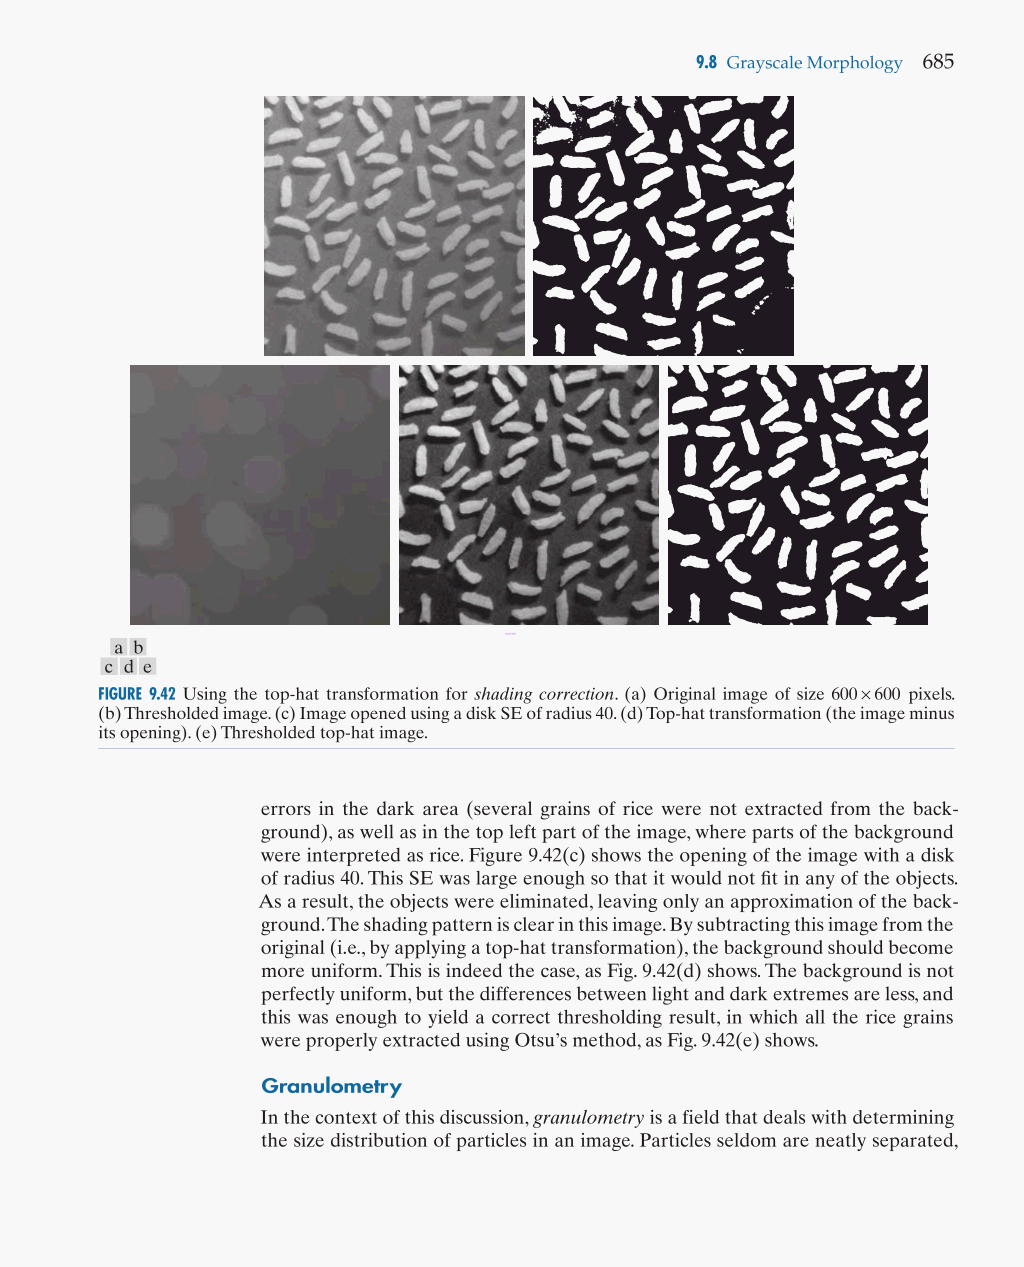 9.8 Grayscale Morphology 685
a b
c d e
FIGURE 9.42 Using the top-hat transformation for shading correction. (a) Original image of size 600 × 600 pixels.
(b) Thresholded image. (c) Image opened using a disk SE of radius 40. (d) Top-hat transformation (the image minus
its opening). (e) Thresholded top-hat image.
errors in the dark area (several grains of rice were not extracted from the back-
ground), as well as in the top left part of the image, where parts of the background
were interpreted as rice. Figure 9.42(c) shows the opening of the image with a disk
of radius 40. This SE was large enough so that it would not fit in any of the objects.
As a result, the objects were eliminated, leaving only an approximation of the back-
ground. The shading pattern is clear in this image. By subtracting this image from the
original (i.e., by applying a top-hat transformation), the background should become
more uniform. This is indeed the case, as Fig. 9.42(d) shows. The background is not
perfectly uniform, but the differences between light and dark extremes are less, and
this was enough to yield a correct thresholding result, in which all the rice grains
were properly extracted using Otsu's method, as Fig. 9.42(e) shows.
Granulometry
In the context of this discussion, granulometry is a field that deals with determining
the size distribution of particles in an image. Particles seldom are neatly separated,